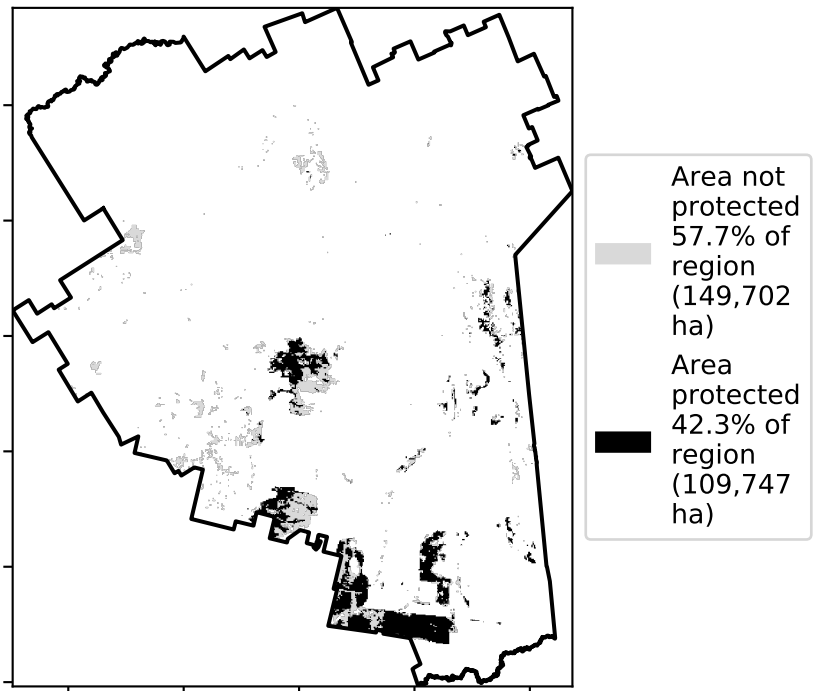 Area not
protected
57.7% of
region
(149,702
ha)
Area
protected
42.3% of
region
(109,747
ha)